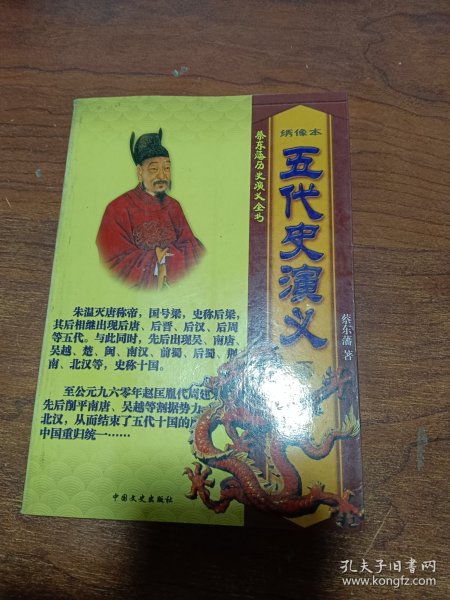 绣像本
五代史演义
蔡东藩 著
蔡东藩历史演义全书
朱温灭唐称帝，国号梁，史称后梁，
其后相继出现后唐、后晋、后汉、后周
等五代。与此同时，先后出现吴、南唐、
吴越、楚、闽、南汉、前蜀、后蜀、荆
南、北汉等，史称十国。
至公元九六零年赵匡胤代周建
先后削平南唐、吴越等割据势力
北汉，从而结束了五代十国的
中国重归统一······
中国文史出版社
孔夫子旧书网
www.kongfz.com